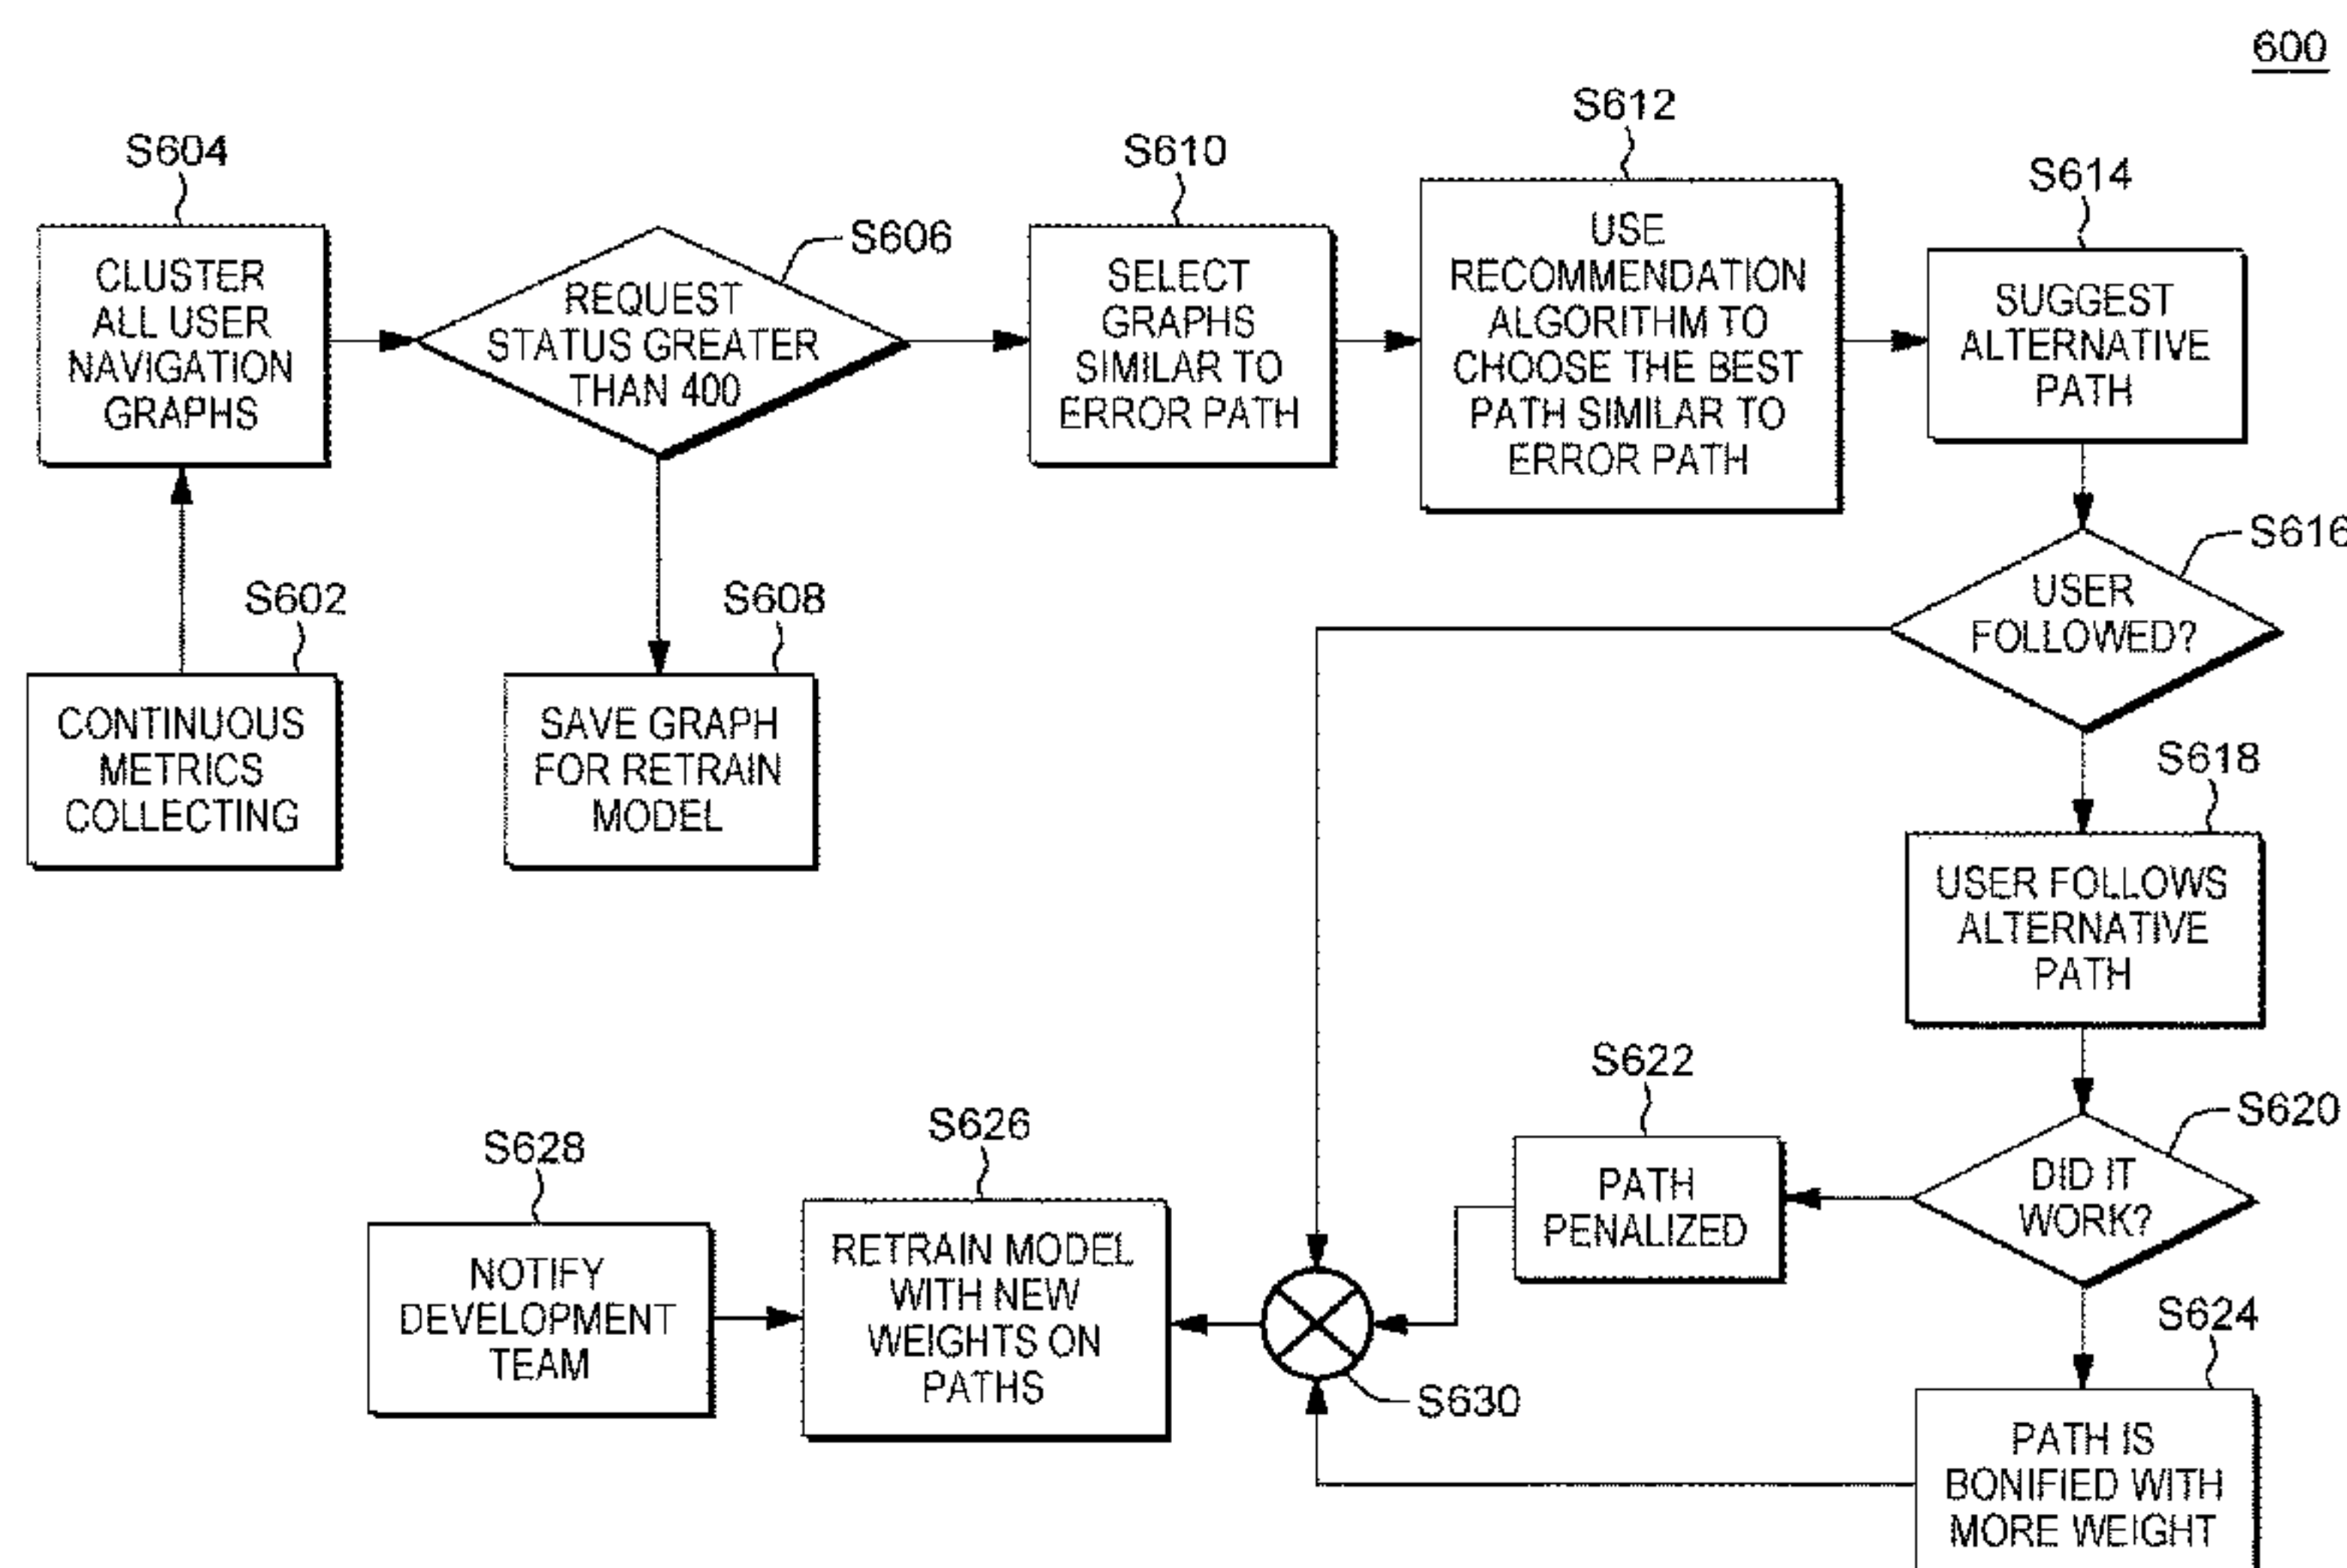 600
S604
CLUSTER
ALL USER
NAVIGATION
GRAPHS
S606
REQUEST
STATUS GREATER
THAN 400
S610
SELECT
GRAPHS
SIMILAR TO
ERROR PATH
S612
USE
RECOMMENDATION
ALGORITHM TO
CHOOSE THE BEST
PATH SIMILAR TO
ERROR PATH
S614
SUGGEST
ALTERNATIVE
PATH
S602
CONTINUOUS
METRICS
COLLECTING
S608
SAVE GRAPH
FOR RETRAIN
MODEL
S616
USER
FOLLOWED?
S618
USER FOLLOWS
ALTERNATIVE
PATH
S620
DID IT
WORK?
S622
PATH
PENALIZED
S624
PATH IS
BONIFIED WITH
MORE WEIGHT
S630
S626
RETRAIN MODEL
WITH NEW
WEIGHTS ON
PATHS
S628
NOTIFY
DEVELOPMENT
TEAM